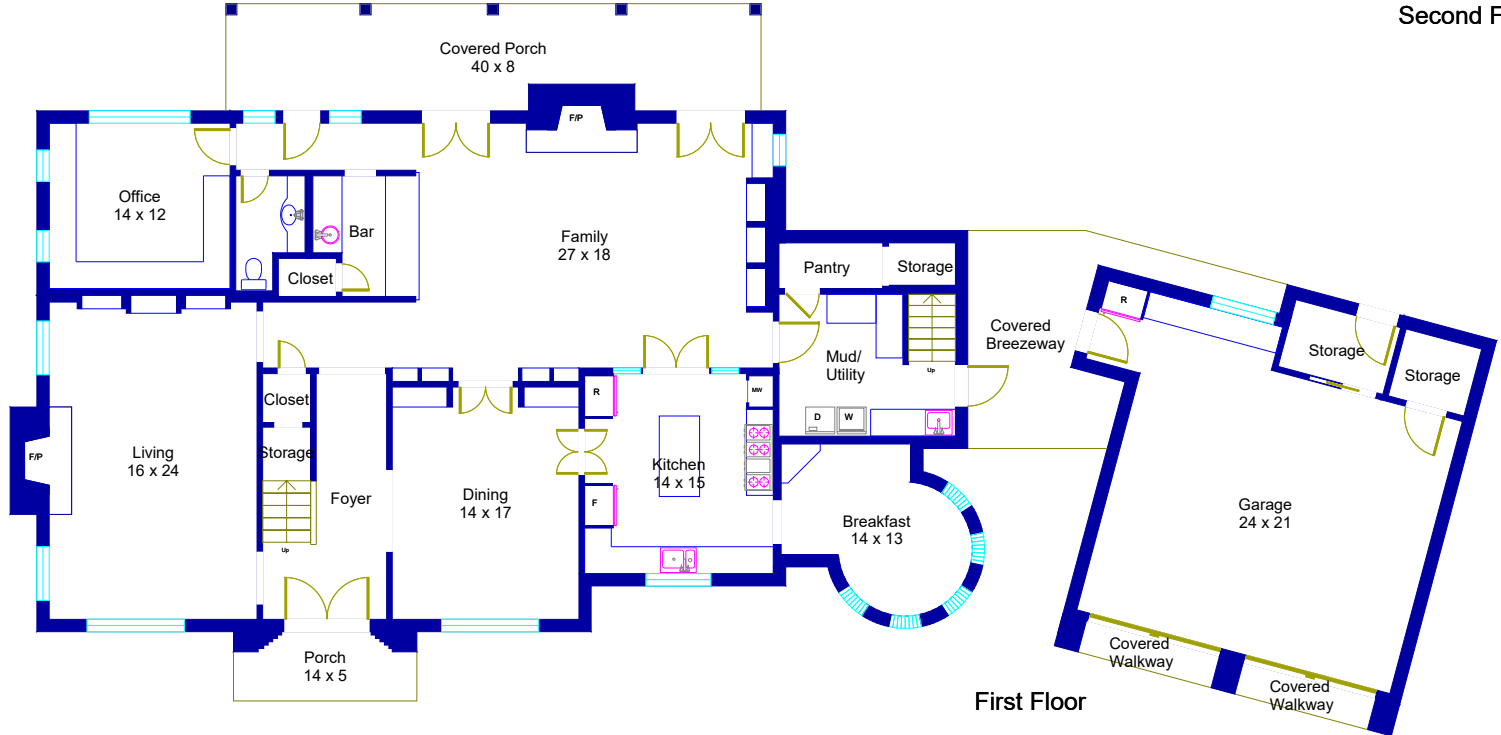 Second F
Covered Porch
40 x 8
F/P
Office
14 x 12
Bar
Family
27 x 18
Closet
Pantry
Storage
R
Covered
Breezeway
Mud/
Utility
Up
Storage
Storage
Closet
R
MW
D
W
Living
16 x 24
F/P
Storage
Foyer
Dining
14 x 17
Kitchen
14 x 15
F
Garage
24 x 21
Breakfast
14 x 13
Up
Porch
14 x 5
Covered
Walkway
Covered
Walkway
First Floor